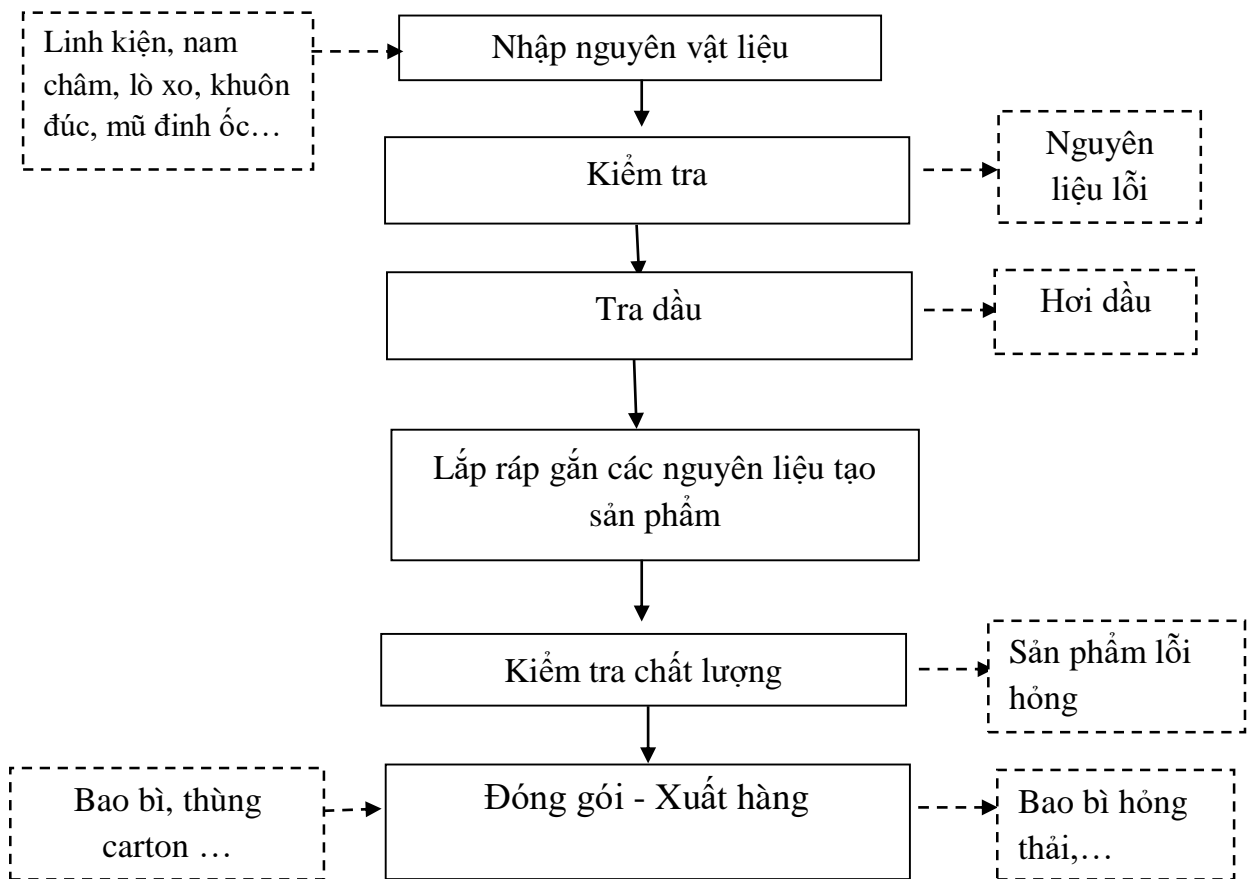 Linh kiện, nam
châm, lò xo, khuôn
đúc, mũ đinh ốc…
Nhập nguyên vật liệu
Kiểm tra
Nguyên
liệu lỗi
Tra dầu
Hơi dầu
Lắp ráp gắn các nguyên liệu tạo
sản phẩm
Kiểm tra chất lượng
Sản phẩm lỗi
hỏng
Bao bì, thùng
carton …
Đóng gói - Xuất hàng
Bao bì hỏng
thải,…